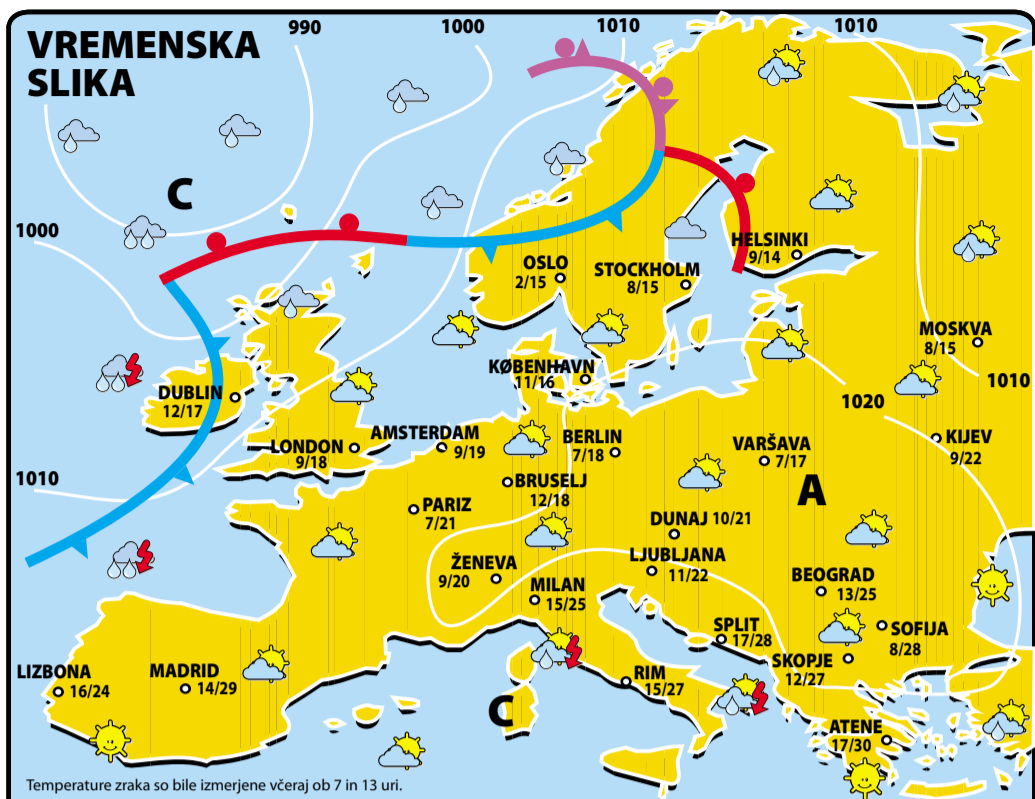 VREMENSKA
SLIKA
990
1000
1010
1010
C
1000
OSLO
2/15
STOCKHOLM
8/15
HELSINKI
9/14
MOSKVA
8/15
KØBENHAVN
11/16
1010
DUBLIN
12/17
1020
LONDON
9/18
AMSTERDAM
9/19
BERLIN
7/18
VARŠAVA
7/17
KIJEV
9/22
1010
BRUSELJ
12/18
A
PARIZ
7/21
DUNAJ 10/21
ŽENEVA
9/20
LJUBLJANA
11/22
MILAN
15/25
BEOGRAD
13/25
SPLIT
17/28
SOFIJA
8/28
SKOPJE
12/27
LIZBONA
16/24
MADRID
14/29
RIM
15/27
C
ATENE
17/30
Temperature zraka so bile izmerjene včeraj ob 7 in 13 uri.